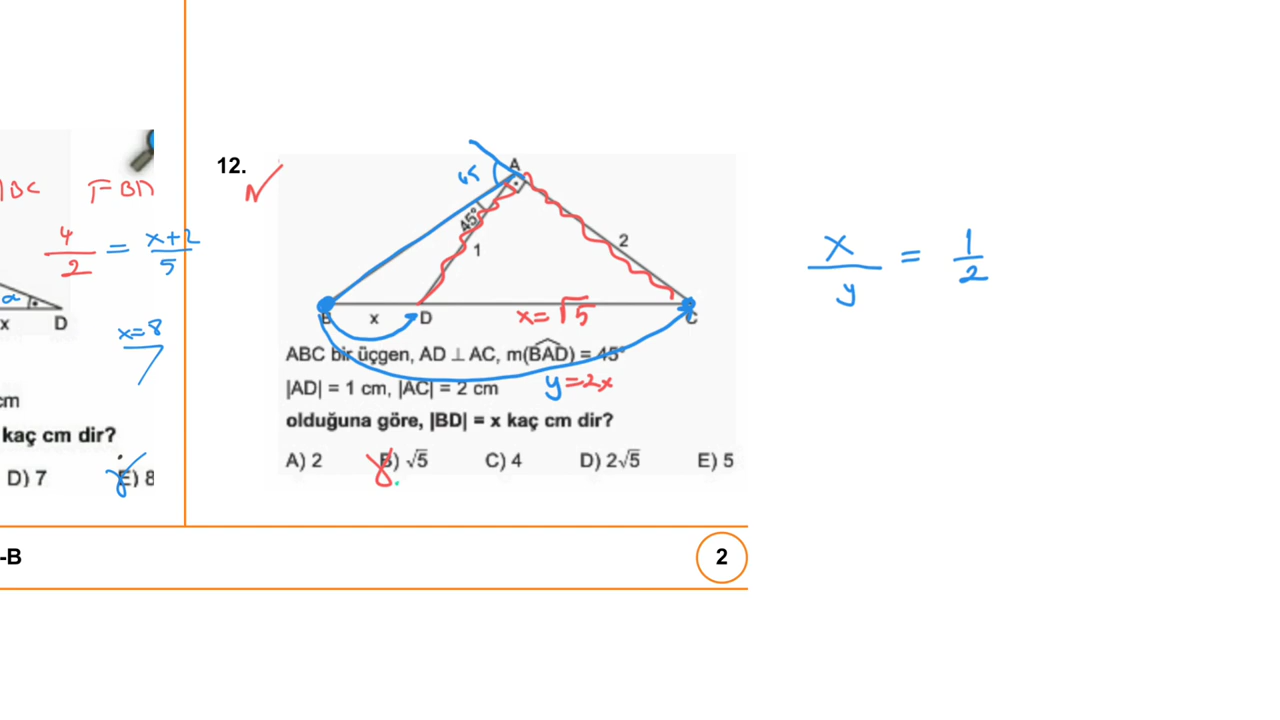 BC F BD
4/2 = x+2/5
α
x D
x=8
cm
kaç cm dir?
D) 7 E) 8
-B
12.
A
45
45°
1
2
B x D x=√5 C
ABC bir üçgen, AD ⊥ AC, m(BAD) = 45°
|AD| = 1 cm, |AC| = 2 cm y=2x
olduğuna göre, |BD| = x kaç cm dir?
A) 2 B) √5 C) 4 D) 2√5 E) 5
2
x/y = 1/2